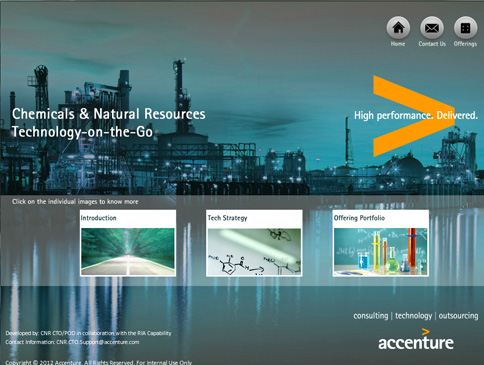 Home Contact Us Offerings
Chemicals & Natural Resources
Technology-on-the-Go
High performance. Delivered.
Click on the individual images to know more
Introduction
Tech Strategy
Offering Portfolio
consulting | technology | outsourcing
accenture
Developed by: CNR CTO/POD in collaboration with the RIA Capability
Contact Information: CNR.CTO.Support@accenture.com
Copyright © 2012 Accenture. All Rights Reserved. For Internal Use Only